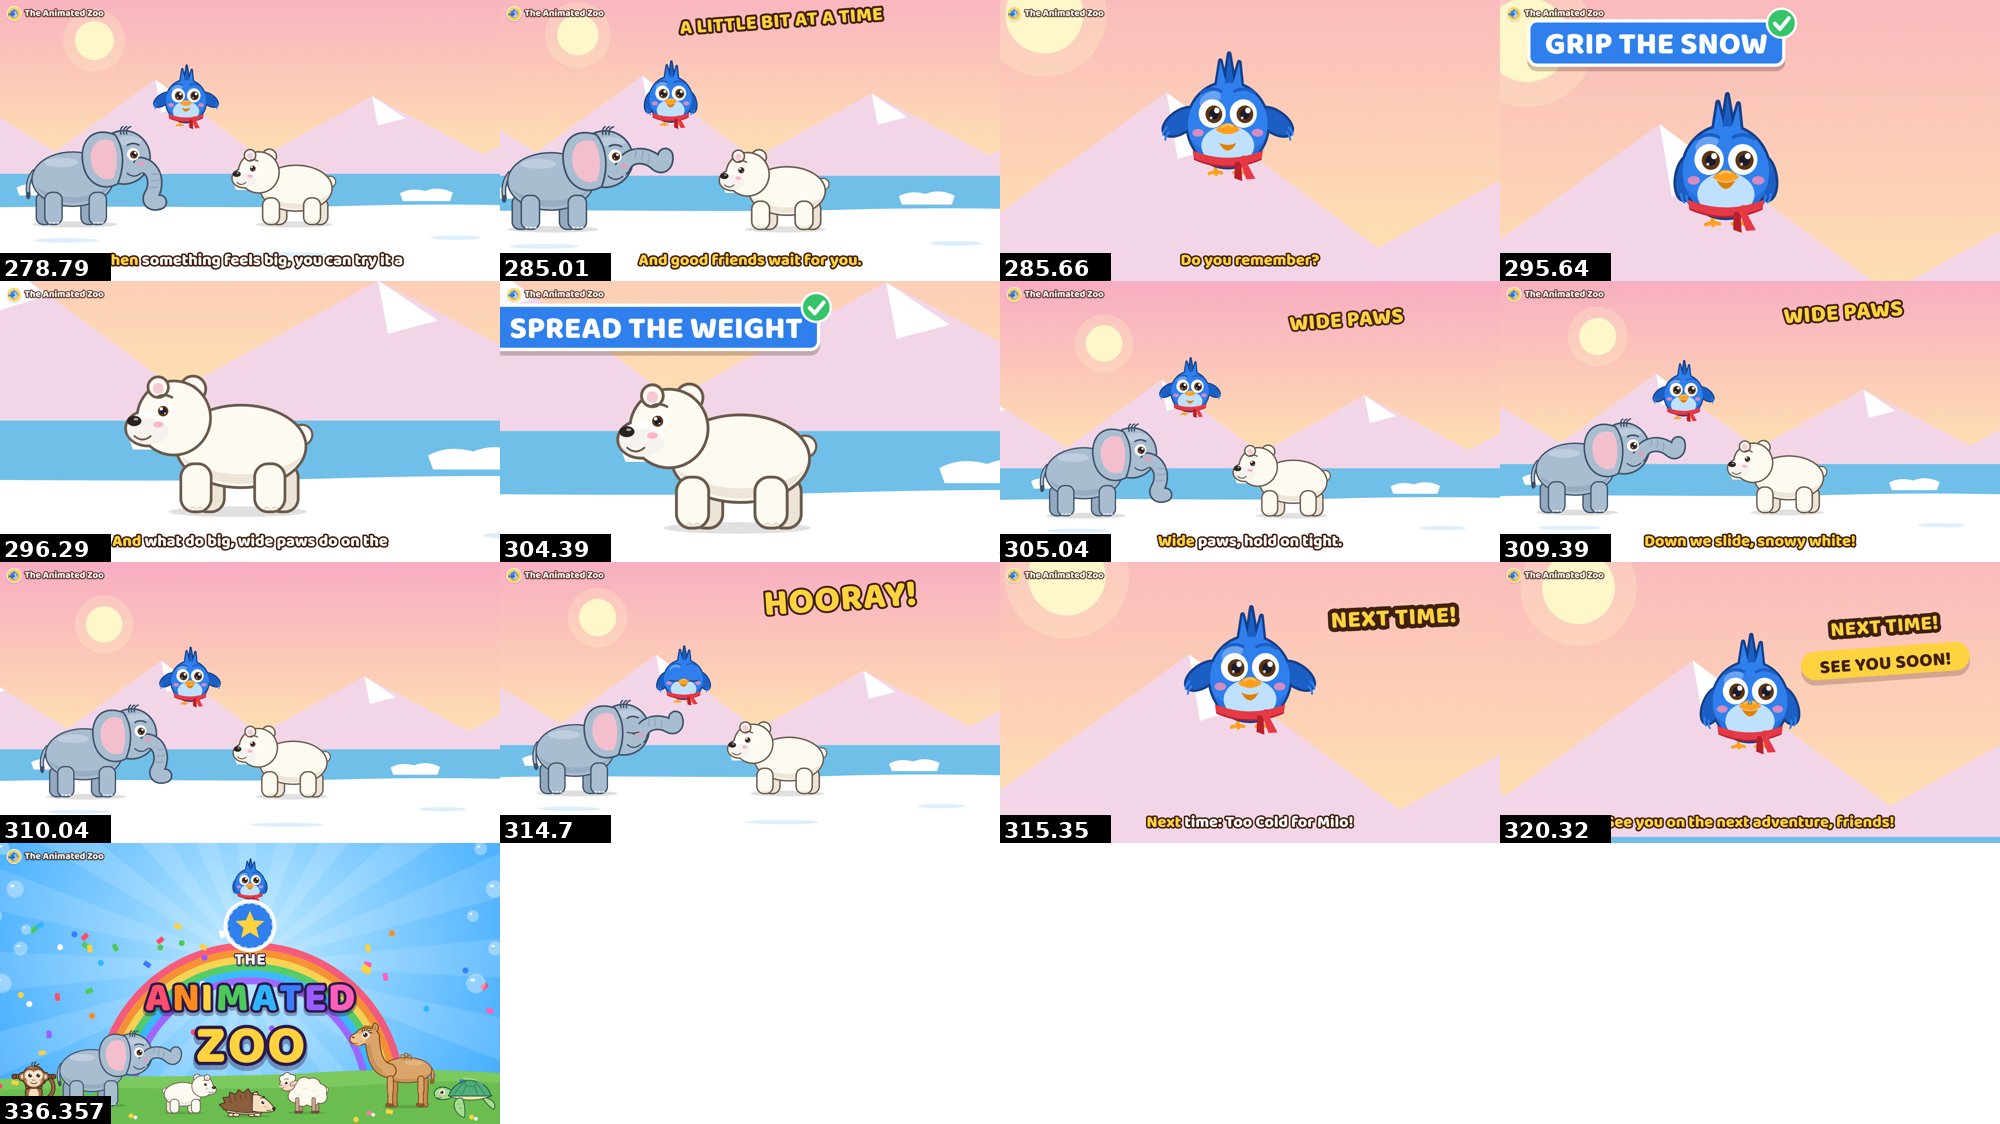 The Animated Zoo
hen something feels big, you can try it a
278.79
The Animated Zoo
A LITTLE BIT AT A TIME
And good friends wait for you.
285.01
The Animated Zoo
Do you remember?
285.66
The Animated Zoo
GRIP THE SNOW
295.64
The Animated Zoo
And what do big, wide paws do on the
296.29
The Animated Zoo
SPREAD THE WEIGHT
304.39
The Animated Zoo
WIDE PAWS
Wide paws, hold on tight.
305.04
The Animated Zoo
WIDE PAWS
Down we slide, snowy white!
309.39
The Animated Zoo
310.04
The Animated Zoo
HOORAY!
314.7
The Animated Zoo
NEXT TIME!
Next time: Too Cold for Milo!
315.35
The Animated Zoo
NEXT TIME!
SEE YOU SOON!
See you on the next adventure, friends!
320.32
The Animated Zoo
THE
ANIMATED
ZOO
336.357